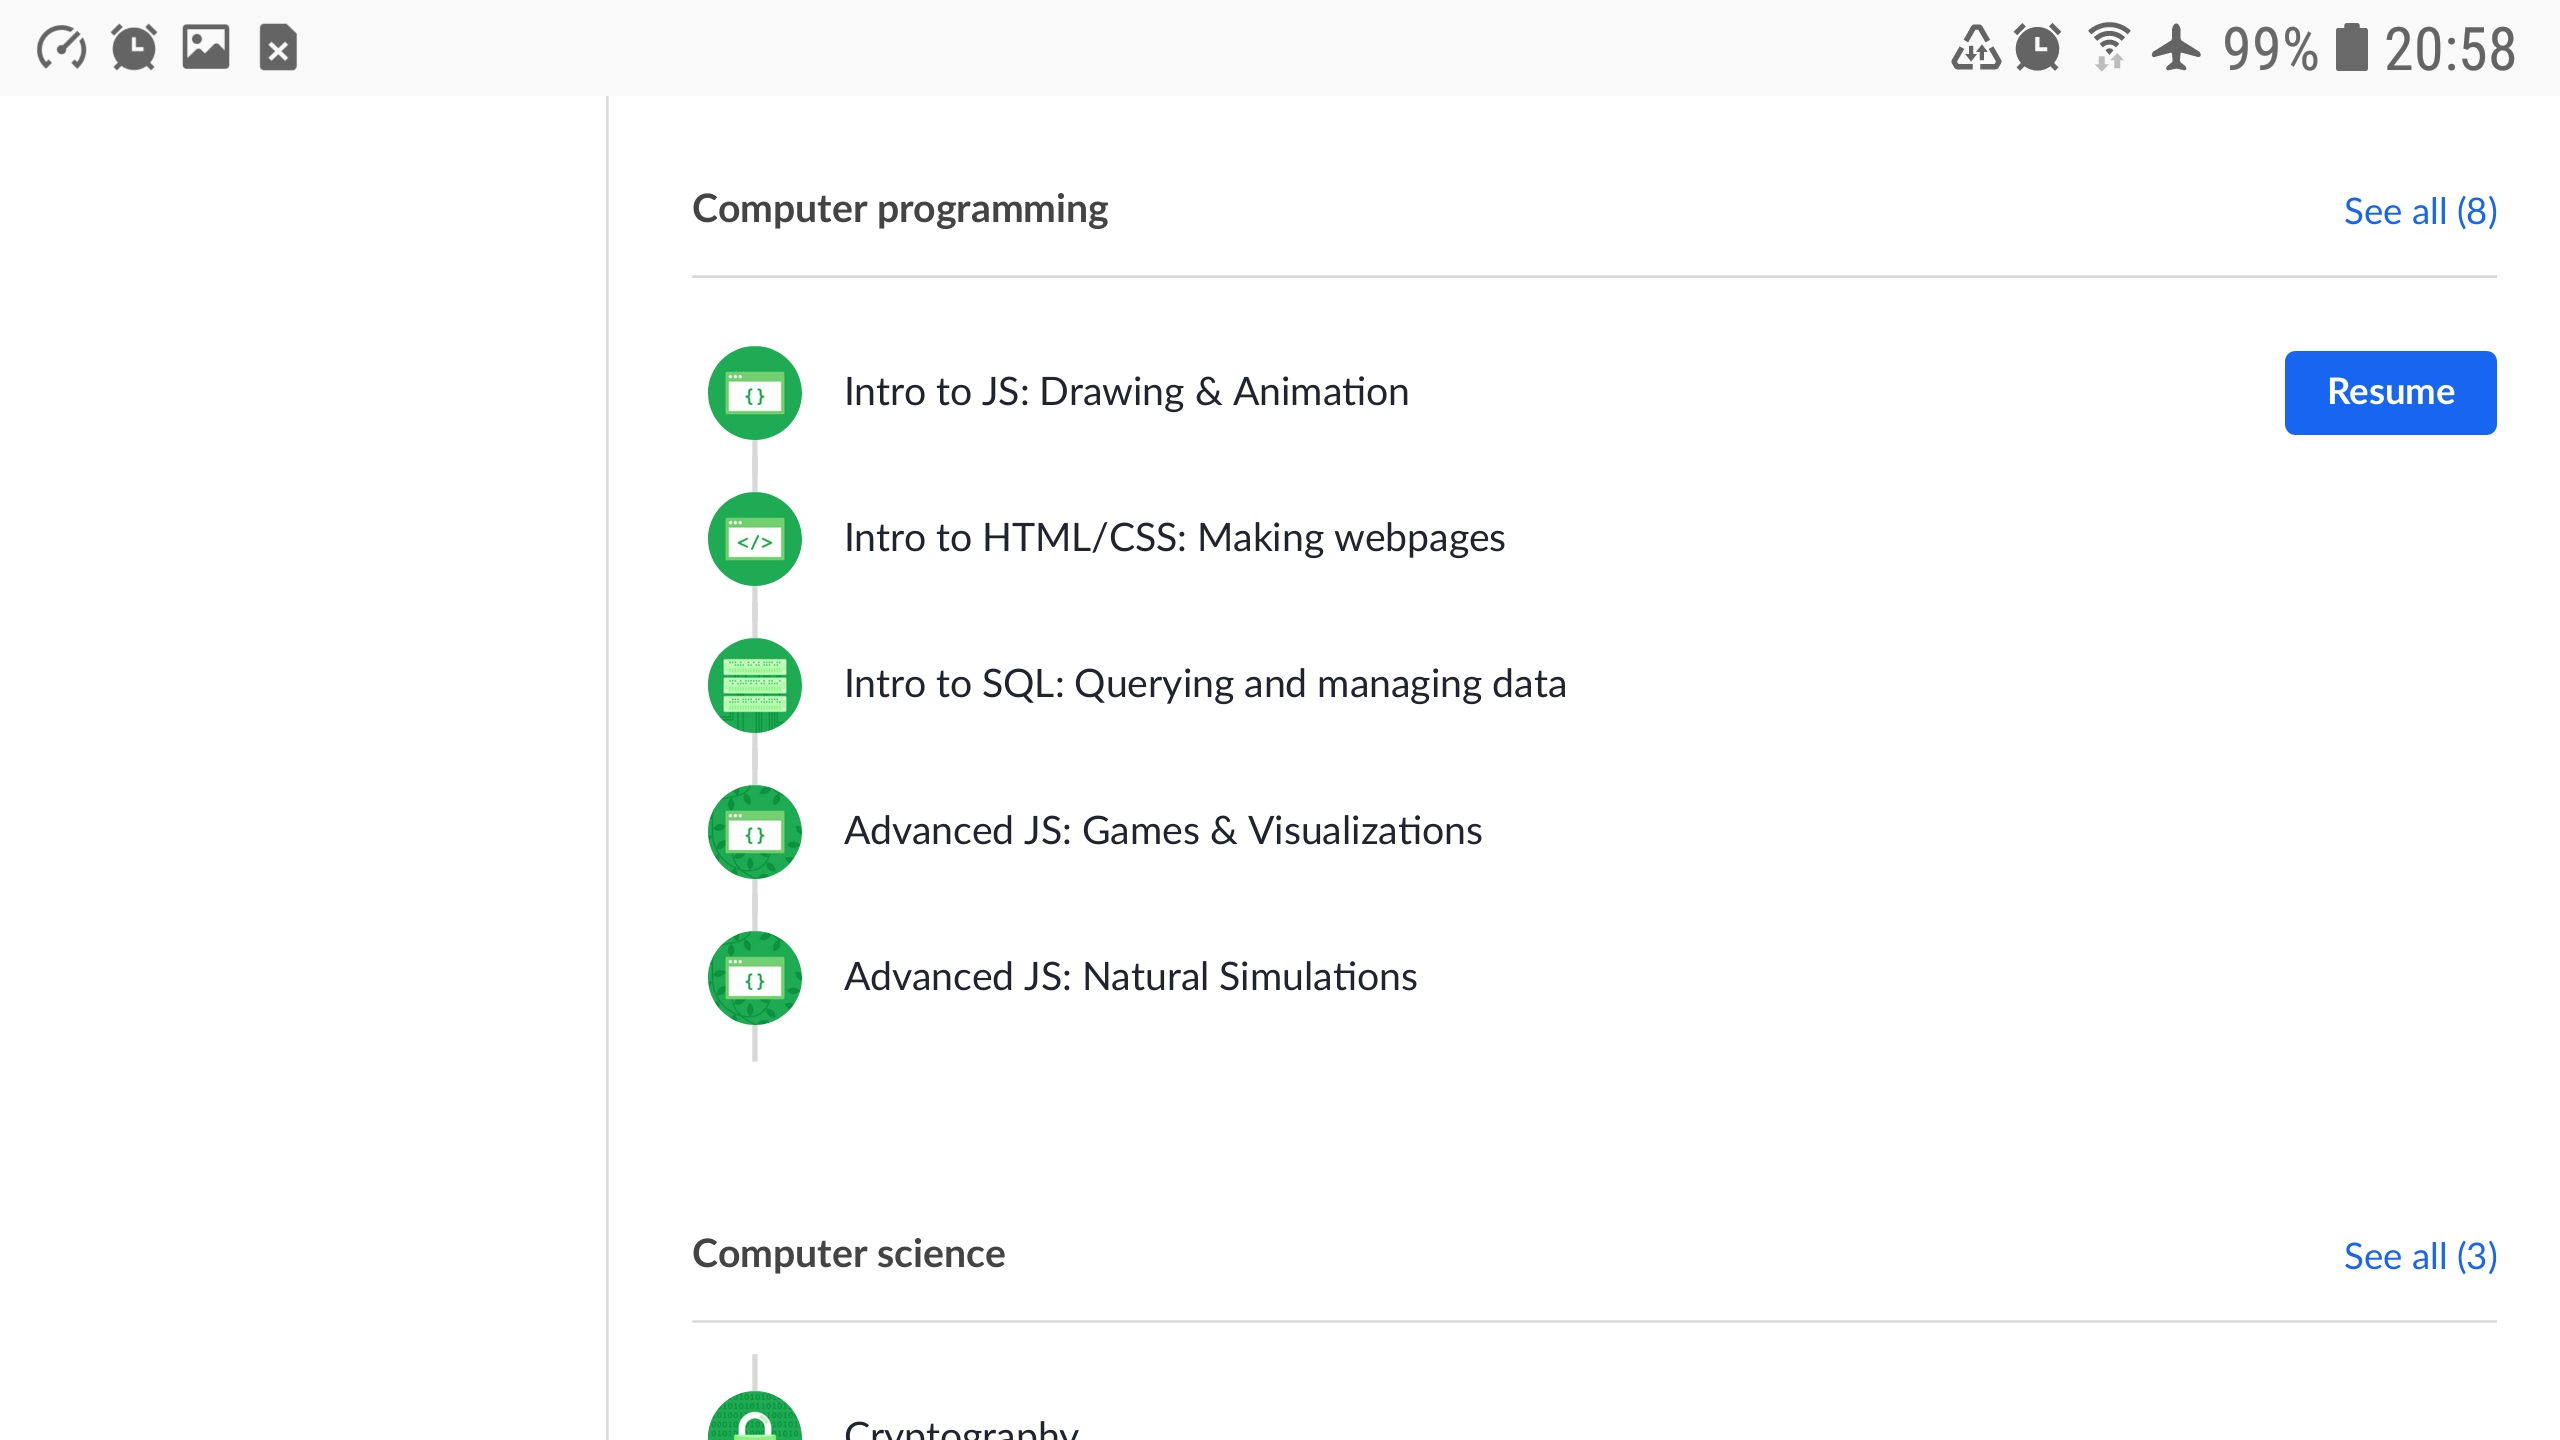 99% 20:58
Computer programming
See all (8)
Intro to JS: Drawing & Animation
Resume
Intro to HTML/CSS: Making webpages
Intro to SQL: Querying and managing data
Advanced JS: Games & Visualizations
Advanced JS: Natural Simulations
Computer science
See all (3)
Cryptography